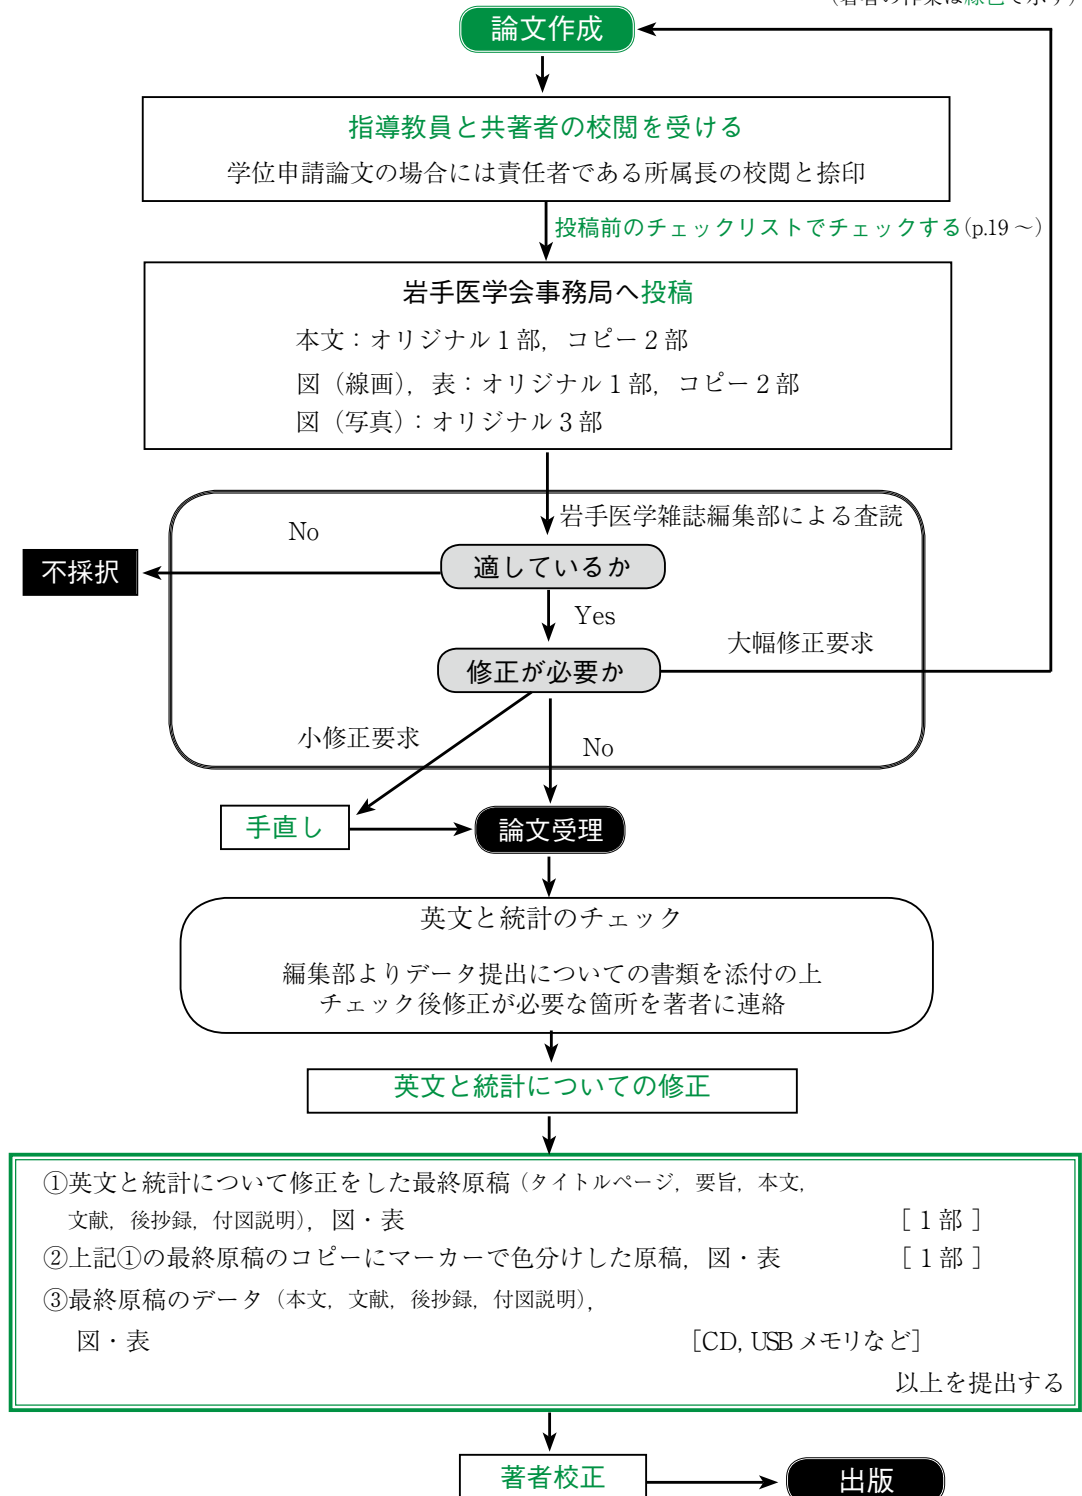 (著者の作業は緑色で示す)
論文作成
指導教員と共著者の校閲を受ける
学位申請論文の場合には責任者である所属長の校閲と捺印
投稿前のチェックリストでチェックする(p.19～)
岩手医学会事務局へ投稿
本文：オリジナル1部, コピー2部
図（線画）, 表：オリジナル1部, コピー2部
図（写真）：オリジナル3部
岩手医学雑誌編集部による査読
No
不採択
適しているか
Yes
大幅修正要求
修正が必要か
小修正要求
No
手直し
論文受理
英文と統計のチェック
編集部よりデータ提出についての書類を添付の上
チェック後修正が必要な箇所を著者に連絡
英文と統計についての修正
①英文と統計について修正をした最終原稿（タイトルページ, 要旨, 本文,
文献, 後抄録, 付図説明）, 図・表 ［1部］
②上記①の最終原稿のコピーにマーカーで色分けした原稿, 図・表 ［1部］
③最終原稿のデータ（本文, 文献, 後抄録, 付図説明）,
図・表 ［CD, USBメモリなど］
以上を提出する
著者校正
出版